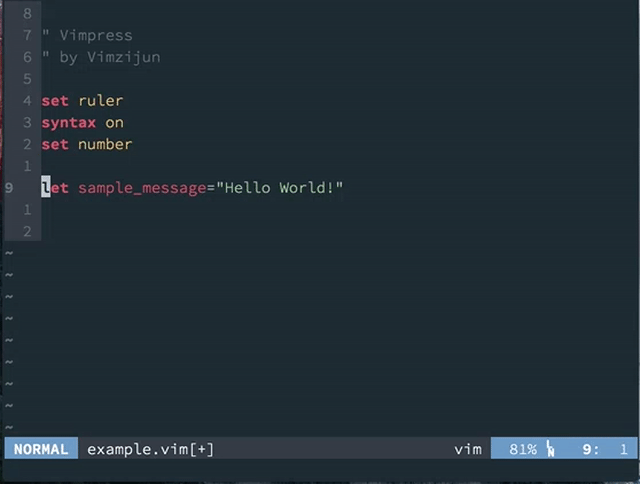 8
7 " Vimpress
6 " by Vimzijun
5
4 set ruler
3 syntax on
2 set number
1
9 let sample_message="Hello World!"
1
2
~
~
~
~
~
~
~
~
~
NORMAL example.vim[+] vim 81% LN 9: 1